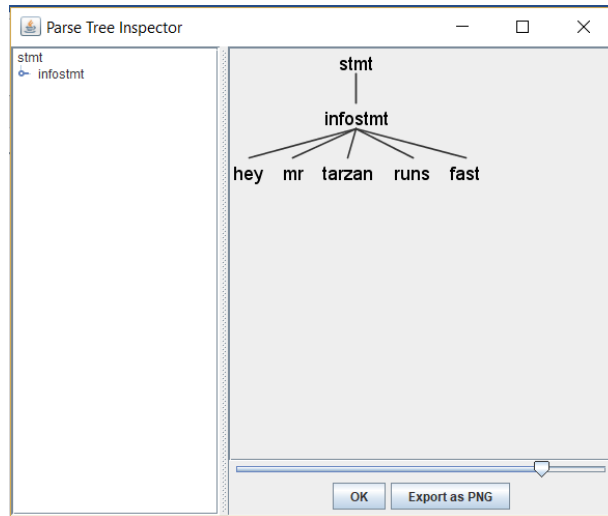 Parse Tree Inspector
stmt
infostmt
stmt
infostmt
hey mr tarzan runs fast
OK Export as PNG